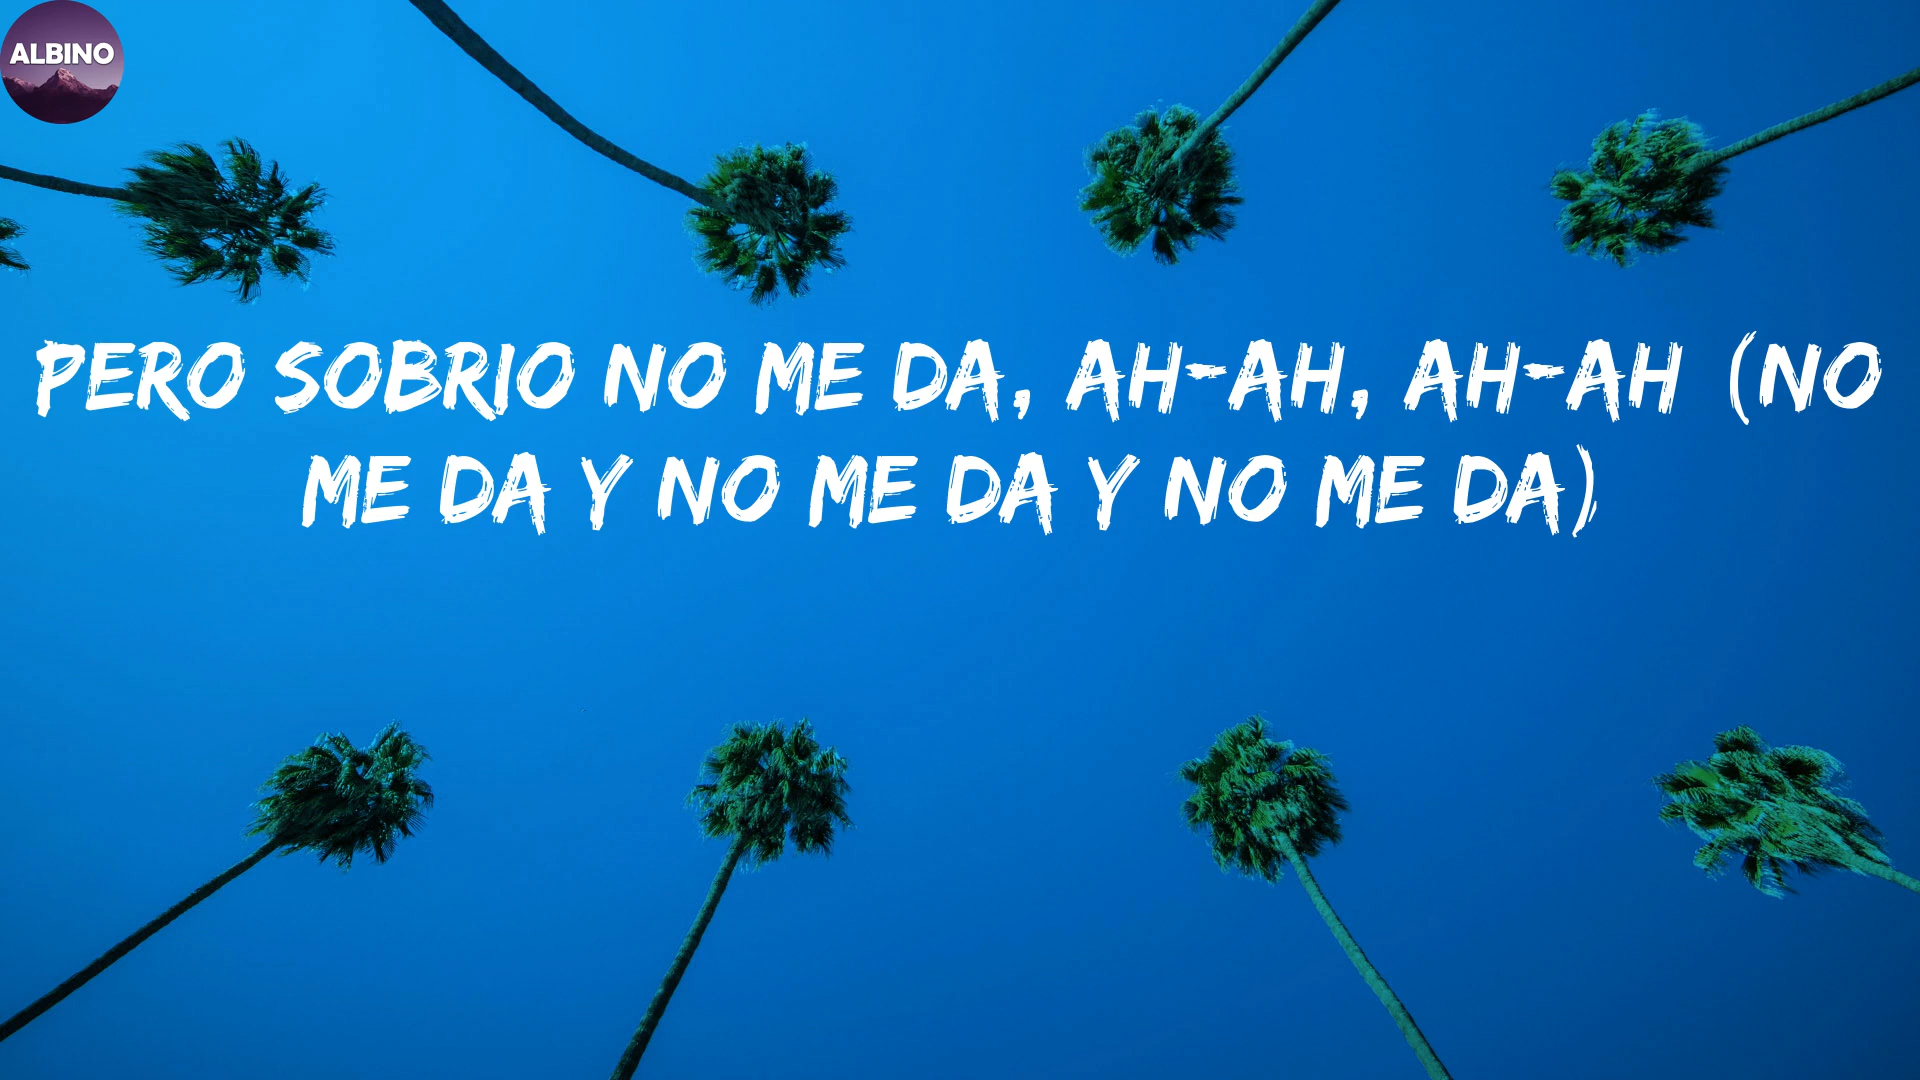 ALBINO
PERO SOBRIO NO ME DA, AH-AH, AH-AH (NO
ME DA Y NO ME DA Y NO ME DA)